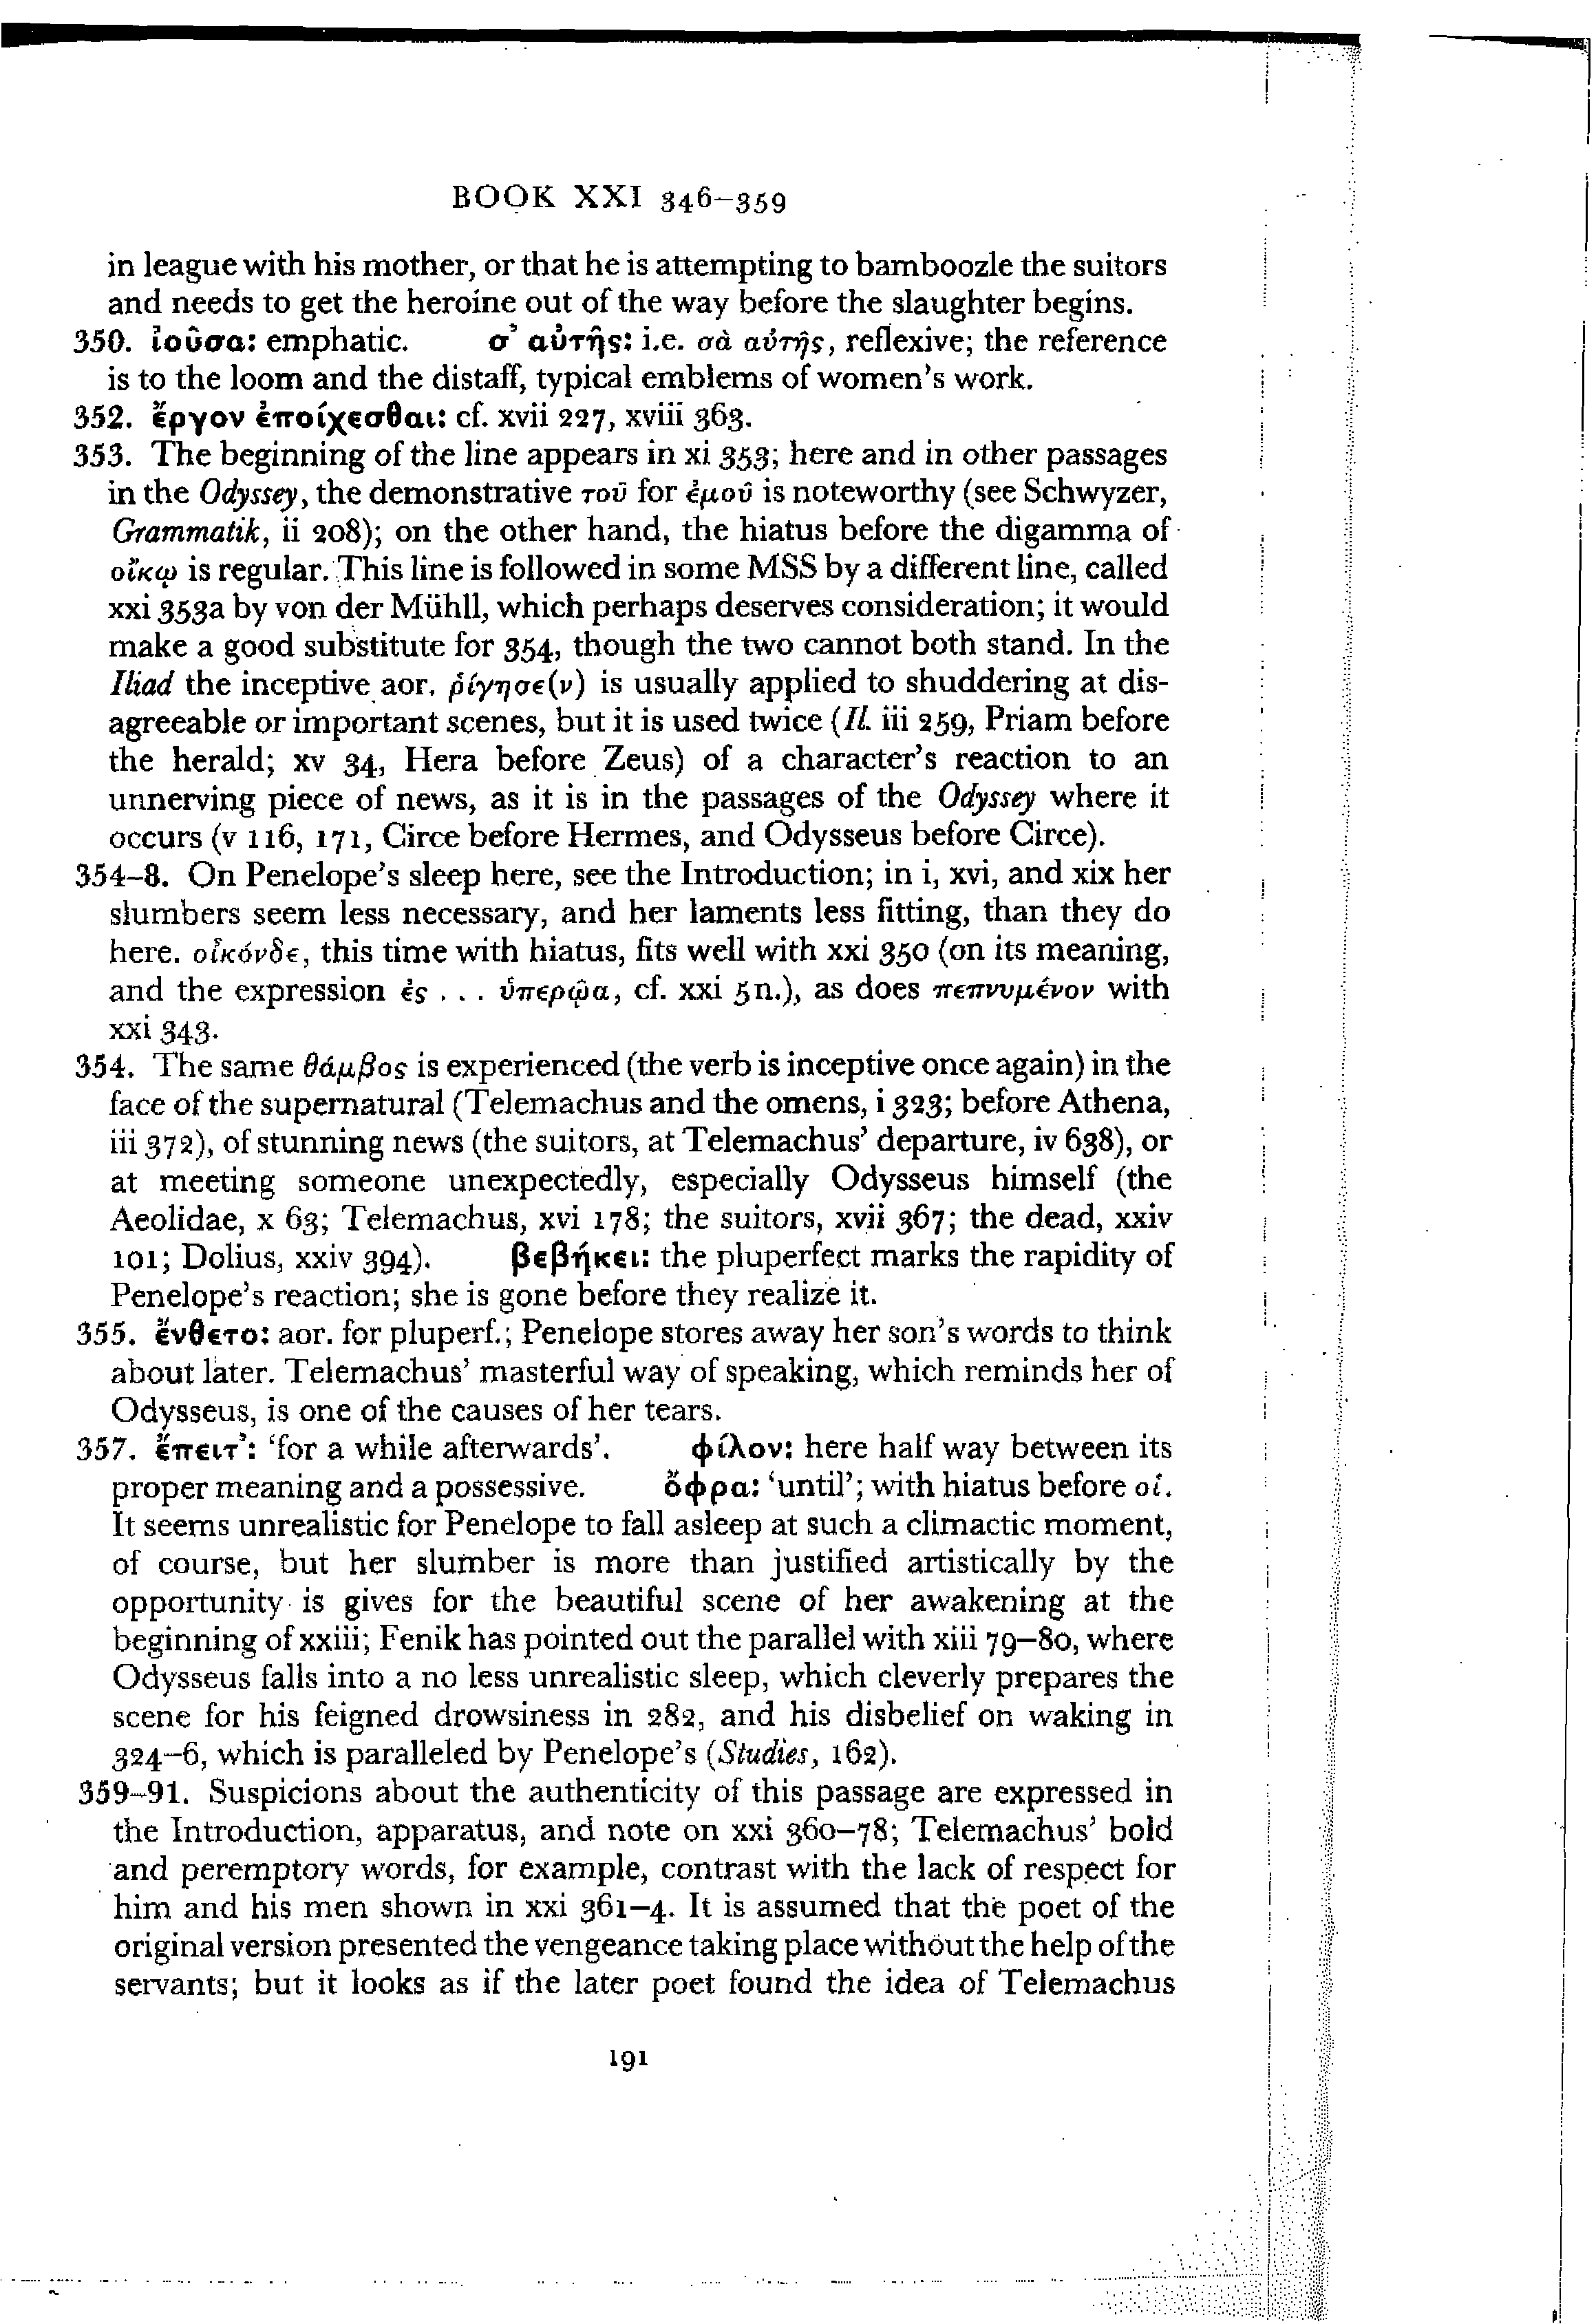 BOOK XXI 346–359
in league with his mother, or that he is attempting to bamboozle the suitors
and needs to get the heroine out of the way before the slaughter begins.
350. ἰοῦσα: emphatic. σ’ αὐτῆς: i.e. σὰ αὐτῆς, reflexive; the reference
is to the loom and the distaff, typical emblems of women’s work.
352. ἔργον ἐποίχεσθαι: cf. xvii 227, xviii 363.
353. The beginning of the line appears in xi 353; here and in other passages
in the Odyssey, the demonstrative τοῦ for ἐμοῦ is noteworthy (see Schwyzer,
Grammatik, ii 208); on the other hand, the hiatus before the digamma of
οἴκῳ is regular. This line is followed in some MSS by a different line, called
xxi 353a by von der Mühll, which perhaps deserves consideration; it would
make a good substitute for 354, though the two cannot both stand. In the
Iliad the inceptive aor. ῥίγησε(ν) is usually applied to shuddering at dis-
agreeable or important scenes, but it is used twice (Il. iii 259, Priam before
the herald; xv 34, Hera before Zeus) of a character’s reaction to an
unnerving piece of news, as it is in the passages of the Odyssey where it
occurs (v 116, 171, Circe before Hermes, and Odysseus before Circe).
354–8. On Penelope’s sleep here, see the Introduction; in i, xvi, and xix her
slumbers seem less necessary, and her laments less fitting, than they do
here. οἰκόνδε, this time with hiatus, fits well with xxi 350 (on its meaning,
and the expression ἐς . . . ὑπερῷα, cf. xxi 5 n.), as does πεπνυμένον with
xxi 343.
354. The same θάμβος is experienced (the verb is inceptive once again) in the
face of the supernatural (Telemachus and the omens, i 323; before Athena,
iii 372), of stunning news (the suitors, at Telemachus’ departure, iv 638), or
at meeting someone unexpectedly, especially Odysseus himself (the
Aeolidae, x 63; Telemachus, xvi 178; the suitors, xvii 367; the dead, xxiv
101; Dolius, xxiv 394). βεβήκει: the pluperfect marks the rapidity of
Penelope’s reaction; she is gone before they realize it.
355. ἔνθετο: aor. for pluperf.; Penelope stores away her son’s words to think
about later. Telemachus’ masterful way of speaking, which reminds her of
Odysseus, is one of the causes of her tears.
357. ἔπειτ’: ‘for a while afterwards’. φίλον: here half way between its
proper meaning and a possessive. ὄφρα: ‘until’; with hiatus before οἱ.
It seems unrealistic for Penelope to fall asleep at such a climactic moment,
of course, but her slumber is more than justified artistically by the
opportunity is gives for the beautiful scene of her awakening at the
beginning of xxiii; Fenik has pointed out the parallel with xiii 79–80, where
Odysseus falls into a no less unrealistic sleep, which cleverly prepares the
scene for his feigned drowsiness in 282, and his disbelief on waking in
324–6, which is paralleled by Penelope’s (Studies, 162).
359–91. Suspicions about the authenticity of this passage are expressed in
the Introduction, apparatus, and note on xxi 360–78; Telemachus’ bold
and peremptory words, for example, contrast with the lack of respect for
him and his men shown in xxi 361–4. It is assumed that the poet of the
original version presented the vengeance taking place without the help of the
servants; but it looks as if the later poet found the idea of Telemachus
191